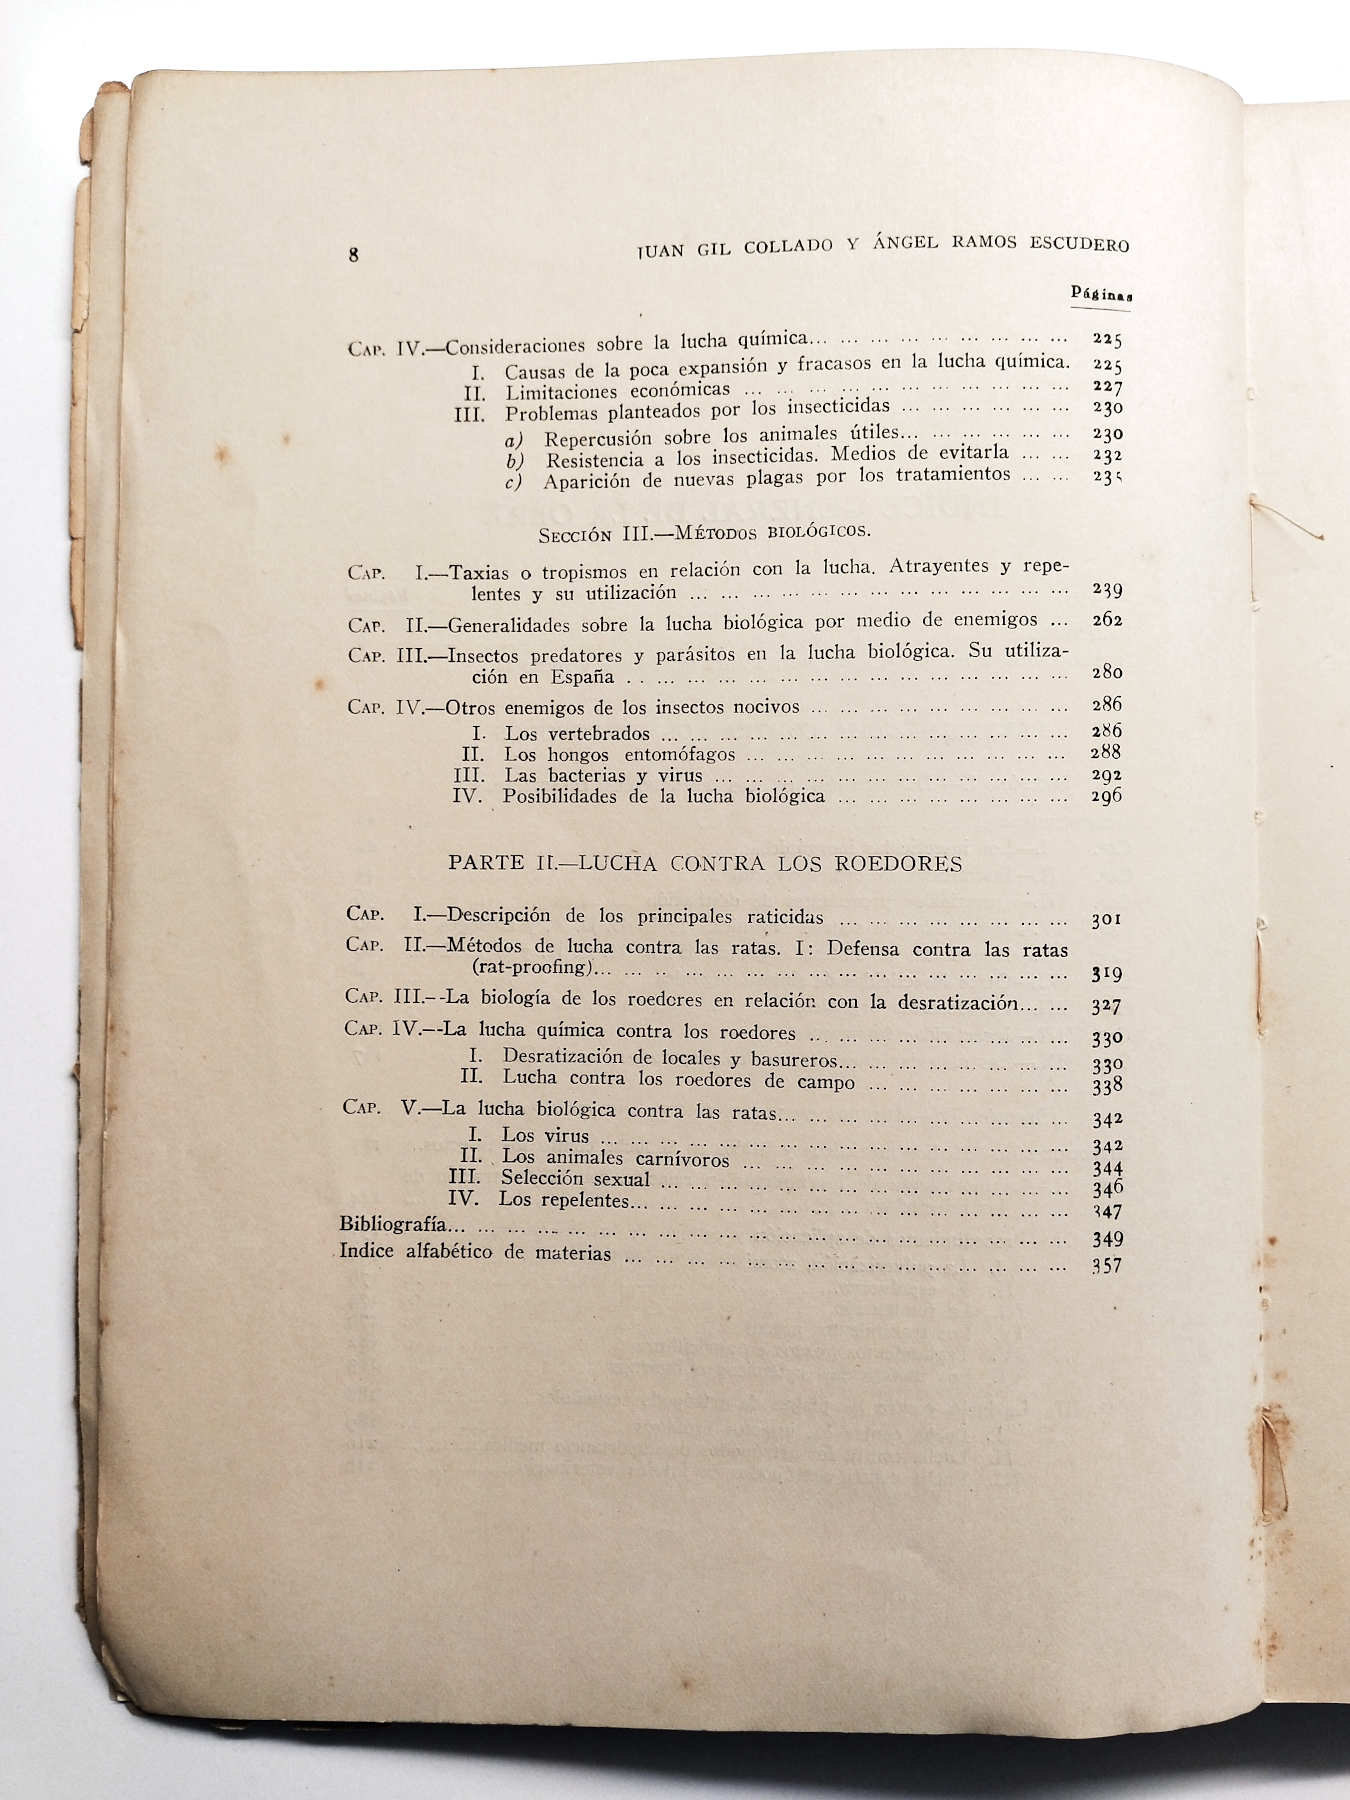 8 JUAN GIL COLLADO Y ÁNGEL RAMOS ESCUDERO
Páginas
CAP. IV.—Consideraciones sobre la lucha química... ... ... ... ... ... ... ... ... 225
I. Causas de la poca expansión y fracasos en la lucha química. 225
II. Limitaciones económicas ... ... ... ... ... ... ... ... ... ... ... 227
III. Problemas planteados por los insecticidas ... ... ... ... ... ... 230
a) Repercusión sobre los animales útiles... ... ... ... ... ... 230
b) Resistencia a los insecticidas. Medios de evitarla ... ... 232
c) Aparición de nuevas plagas por los tratamientos ... ... 235
SECCIÓN III.—MÉTODOS BIOLÓGICOS.
CAP. I.—Taxias o tropismos en relación con la lucha. Atrayentes y repe-
lentes y su utilización ... ... ... ... ... ... ... ... ... ... ... ... ... 239
CAP. II.—Generalidades sobre la lucha biológica por medio de enemigos ... 262
CAP. III.—Insectos predatores y parásitos en la lucha biológica. Su utiliza-
ción en España . . ... ... ... ... ... ... ... ... ... ... ... ... ... ... 280
CAP. IV.—Otros enemigos de los insectos nocivos ... ... ... ... ... ... ... ... ... 286
I. Los vertebrados ... ... ... ... ... ... ... ... ... ... ... ... ... ... 286
II. Los hongos entomófagos ... ... ... ... ... ... ... ... ... ... ... 288
III. Las bacterias y virus ... ... ... ... ... ... ... ... ... ... ... ... 292
IV. Posibilidades de la lucha biológica ... ... ... ... ... ... ... ... 296
PARTE II.—LUCHA CONTRA LOS ROEDORES
CAP. I.—Descripción de los principales raticidas ... ... ... ... ... ... ... ... 301
CAP. II.—Métodos de lucha contra las ratas. I: Defensa contra las ratas
(rat-proofing)... ... .. ... ... ... ... ... ... ... ... ... ... ... ... ... 319
CAP. III.--La biología de los roedores en relación con la desratización... ... 327
CAP. IV.--La lucha química contra los roedores ... ... ... ... ... ... ... ... ... 330
I. Desratización de locales y basureros... ... ... ... ... ... ... ... 330
II. Lucha contra los roedores de campo ... ... ... ... ... ... ... 338
CAP. V.—La lucha biológica contra las ratas... ... ... ... ... ... ... ... ... ... 342
I. Los virus ... ... ... ... ... ... ... ... ... ... ... ... ... ... ... ... 342
II. Los animales carnívoros ... ... ... ... ... ... ... ... ... ... ... 344
III. Selección sexual ... ... ... ... ... ... ... ... ... ... ... ... ... ... 346
IV. Los repelentes... ... ... ... ... ... ... ... ... ... ... ... ... ... ... 347
Bibliografía... ... ... ... ... ... ... ... ... ... ... ... ... ... ... ... ... ... ... ... ... 349
Indice alfabético de materias ... ... ... ... ... ... ... ... ... ... ... ... ... ... ... 357